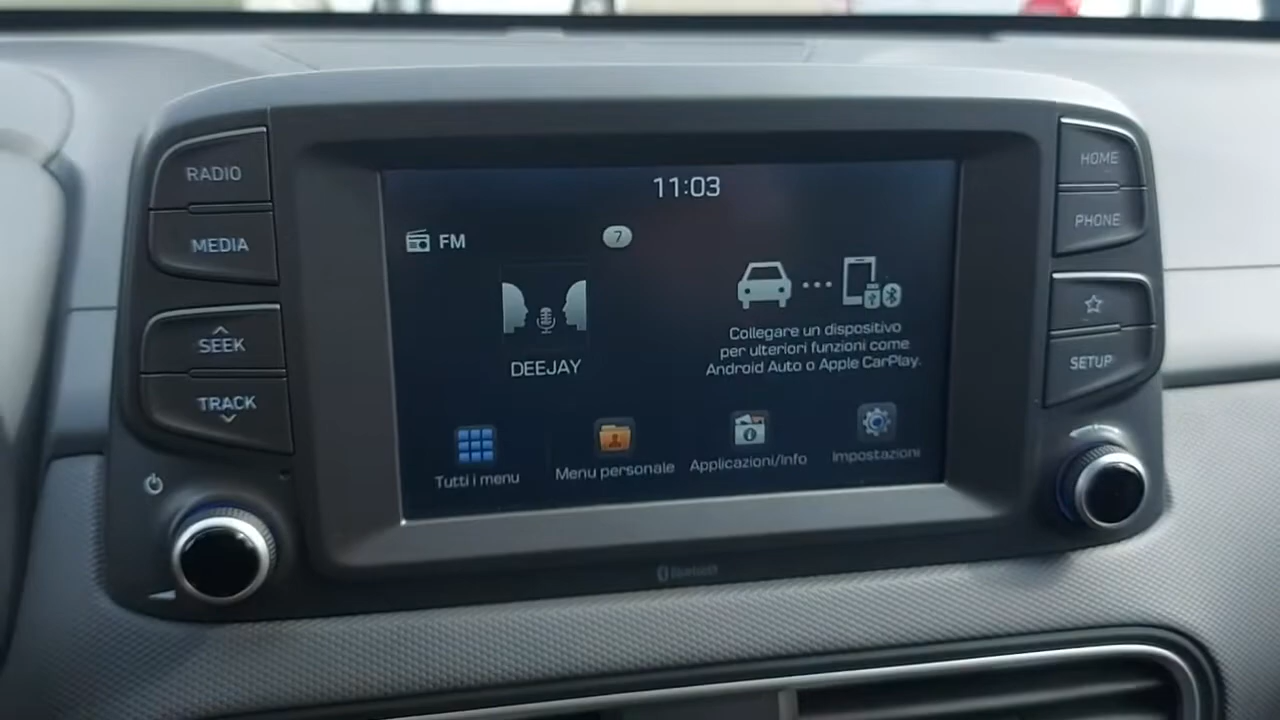 RADIO
MEDIA
SEEK
TRACK
11:03
FM
7
DEEJAY
Collegare un dispositivo
per ulteriori funzioni come
Android Auto o Apple CarPlay.
Tutti i menu
Menu personale
Applicazioni/Info
Impostazioni
HOME
PHONE
SETUP
Bluetooth